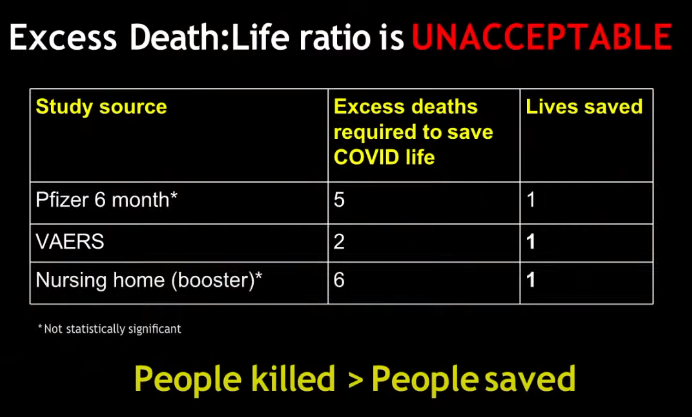 Excess Death:Life ratio is UNACCEPTABLE
Study source
Excess deaths required to save COVID life
Lives saved
Pfizer 6 month* 5 1
VAERS 2 1
Nursing home (booster)* 6 1
*Not statistically significant
People killed > People saved